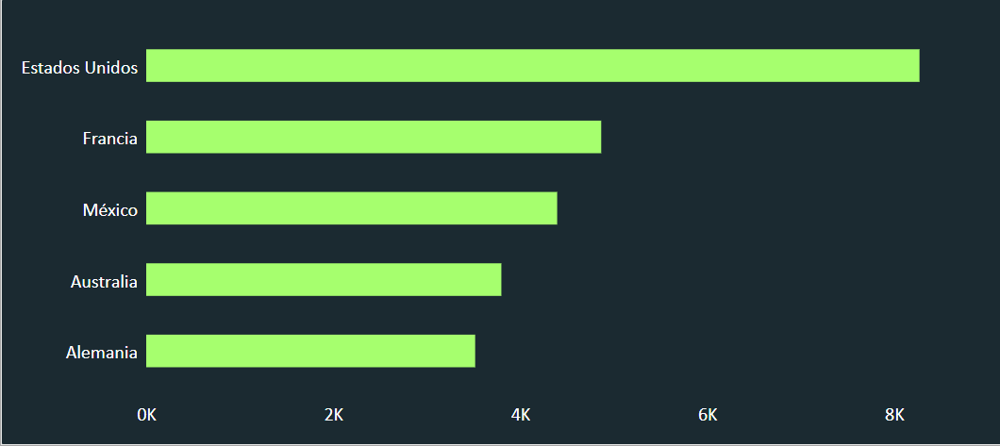 Estados Unidos
Francia
México
Australia
Alemania
0K 2K 4K 6K 8K